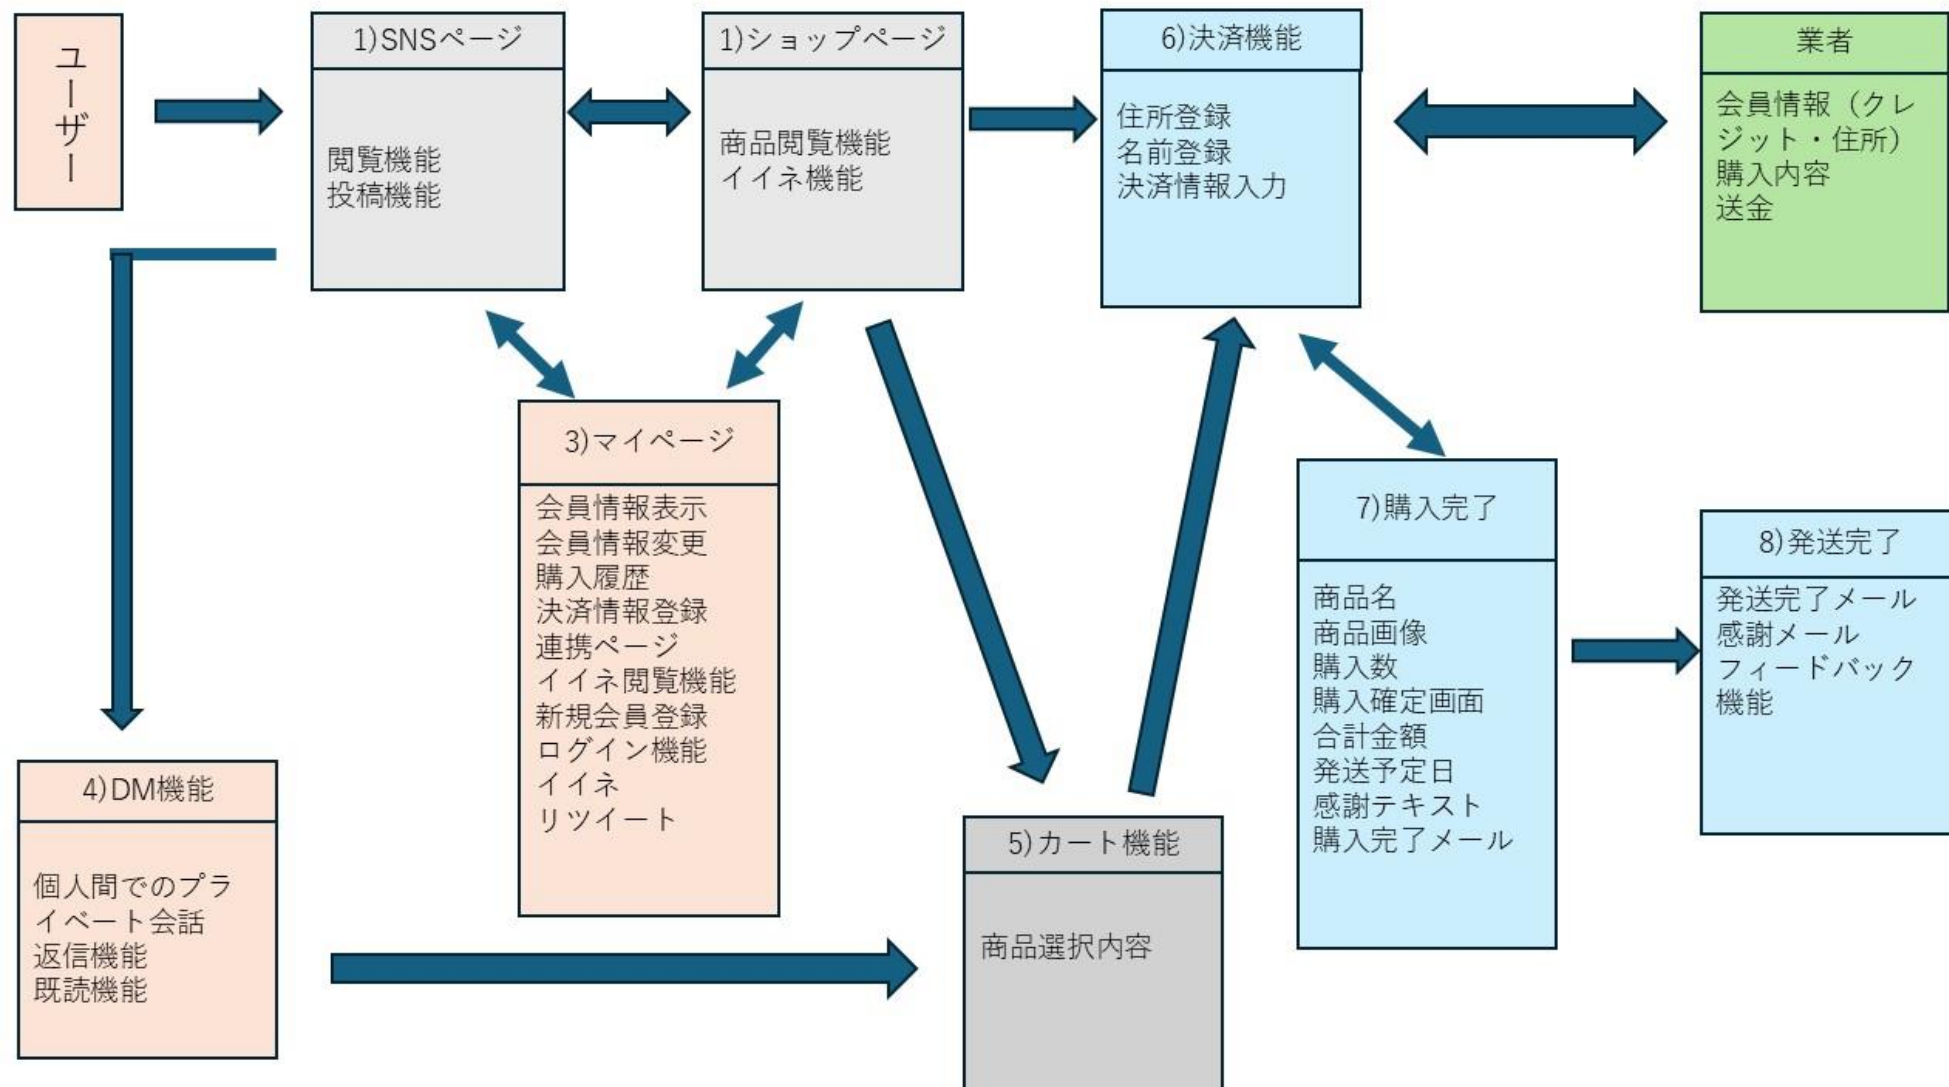 ユーザー
1)SNSページ
閲覧機能
投稿機能
1)ショップページ
商品閲覧機能
イイネ機能
6)決済機能
住所登録
名前登録
決済情報入力
業者
会員情報（クレ
ジット・住所）
購入内容
送金
3)マイページ
会員情報表示
会員情報変更
購入履歴
決済情報登録
連携ページ
イイネ閲覧機能
新規会員登録
ログイン機能
イイネ
リツイート
4)DM機能
個人間でのプラ
イベート会話
返信機能
既読機能
5)カート機能
商品選択内容
7)購入完了
商品名
商品画像
購入数
購入確定画面
合計金額
発送予定日
感謝テキスト
購入完了メール
8)発送完了
発送完了メール
感謝メール
フィードバック
機能